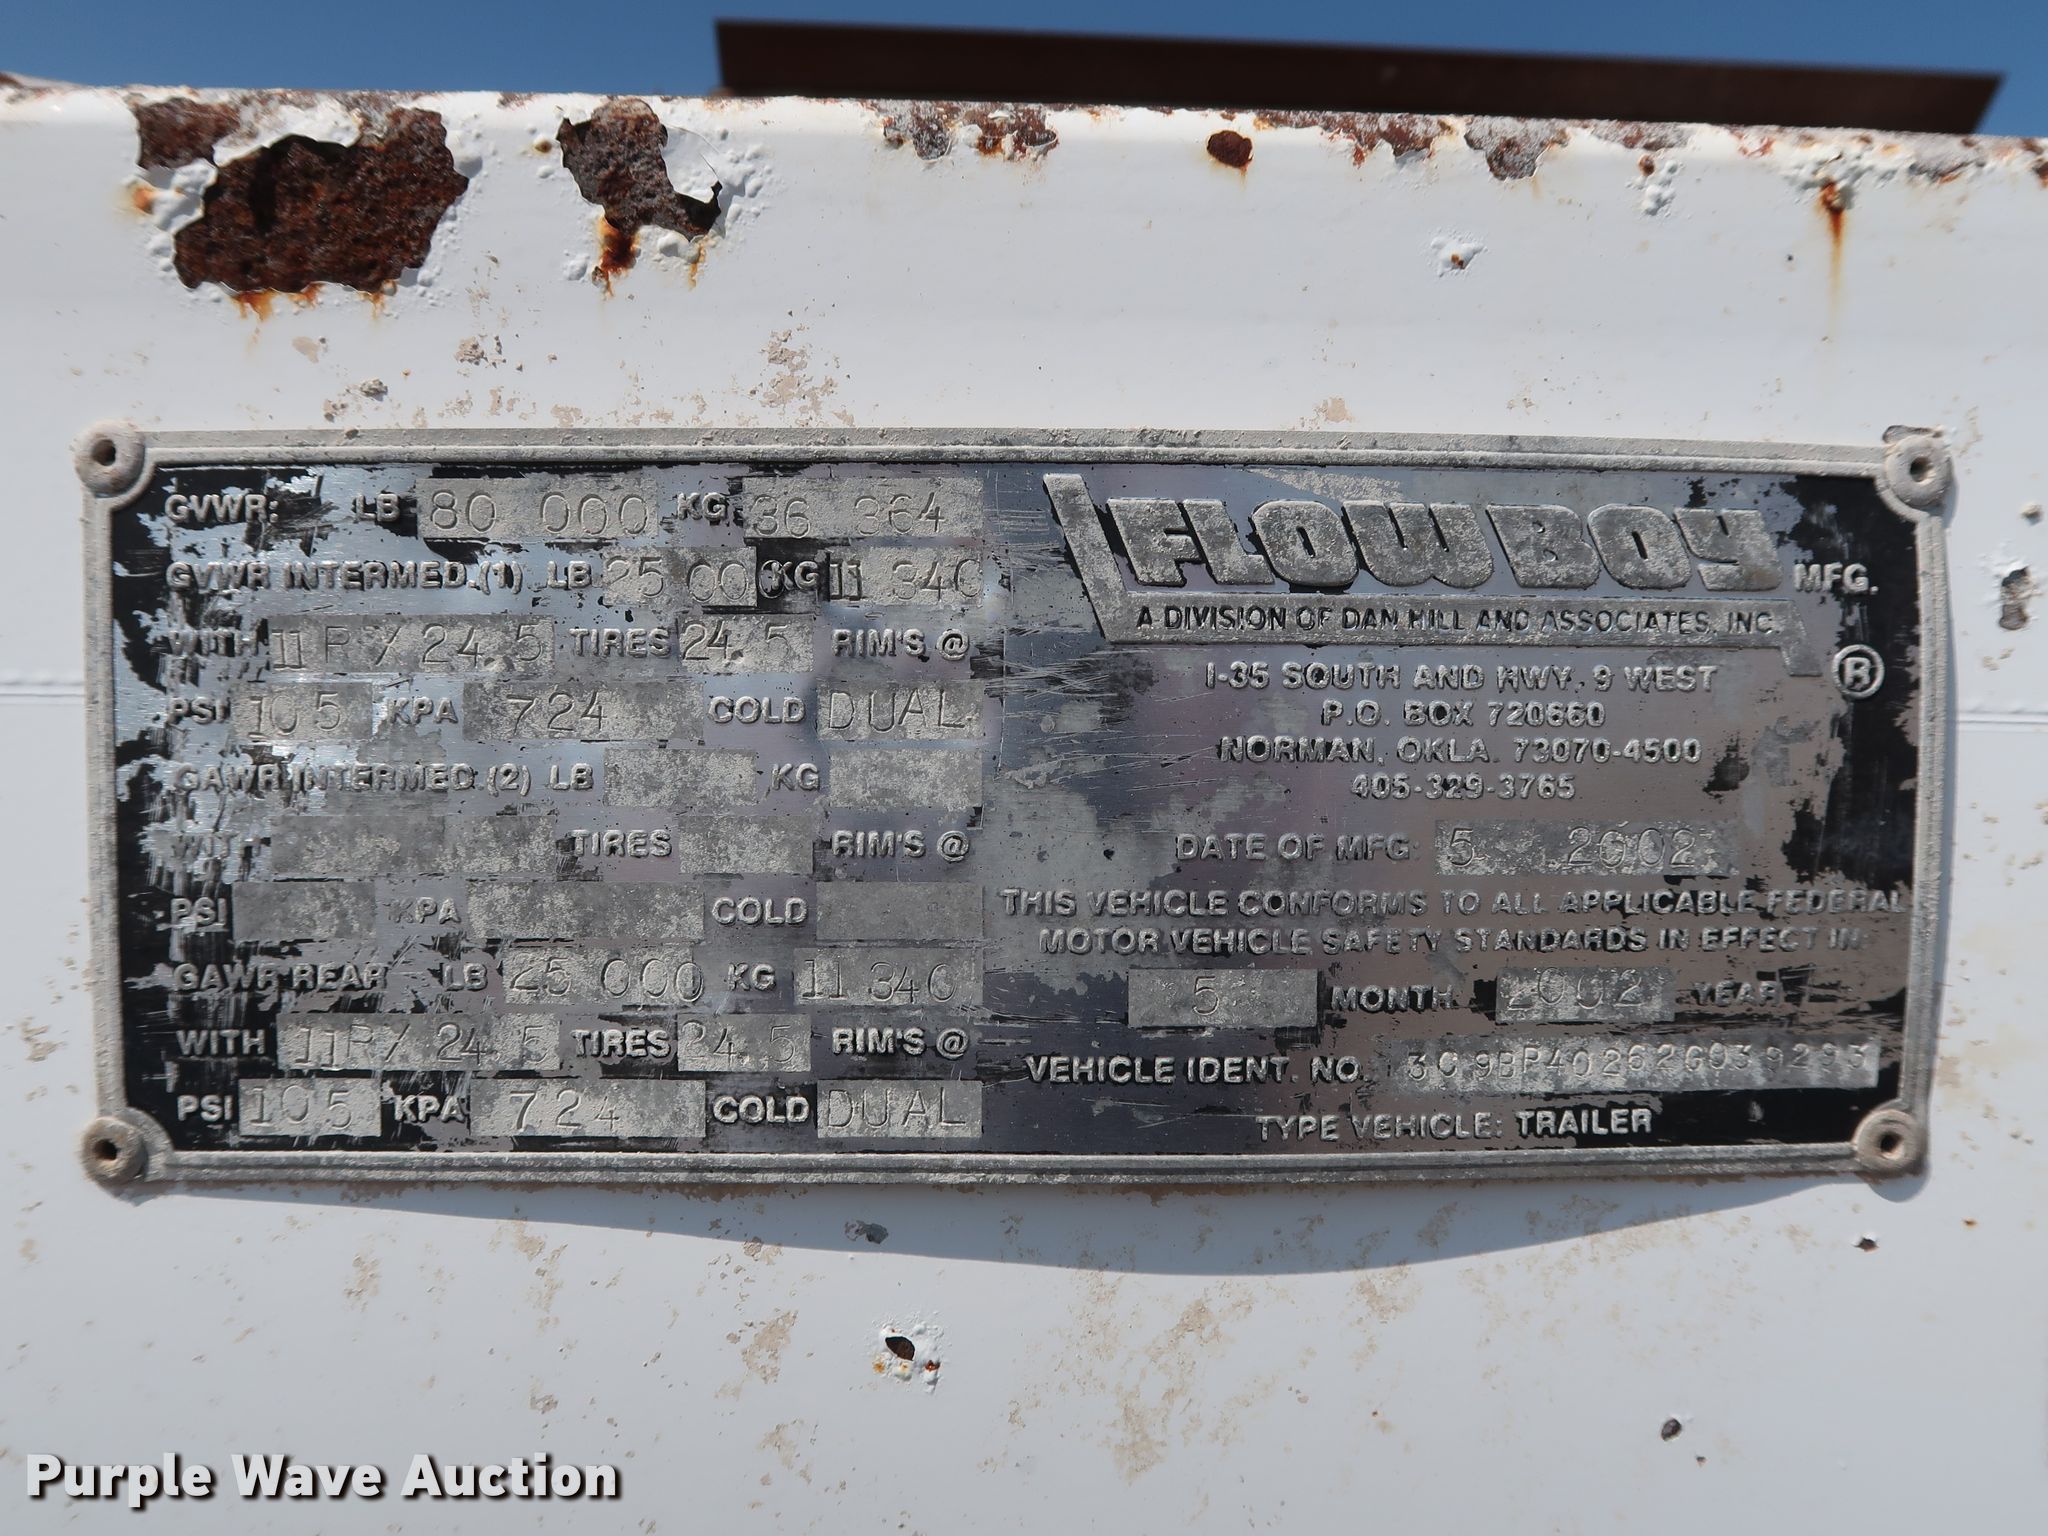 GVWR: LB 80 000 KG 36 364
GVWR INTERMED.(1) LB 25 000 KG 11 340
WITH 11R/24.5 TIRES 24.5 RIM'S @
PSI 105 KPA 724 COLD DUAL
GAWR INTERMED.(2) LB KG
WITH TIRES RIM'S @
PSI KPA COLD
GAWR REAR LB 25 000 KG 11 340
WITH 11R/24.5 TIRES 24.5 RIM'S @
PSI 105 KPA 724 COLD DUAL
FLOW BOY MFG.
A DIVISION OF DAN HILL AND ASSOCIATES, INC. ®
I-35 SOUTH AND HWY. 9 WEST
P.O. BOX 720660
NORMAN, OKLA. 73070-4500
405-329-3765
DATE OF MFG: 5 2002
THIS VEHICLE CONFORMS TO ALL APPLICABLE FEDERAL
MOTOR VEHICLE SAFETY STANDARDS IN EFFECT IN:
5 MONTH 2002 YEAR
VEHICLE IDENT. NO.
TYPE VEHICLE: TRAILER
Purple Wave Auction